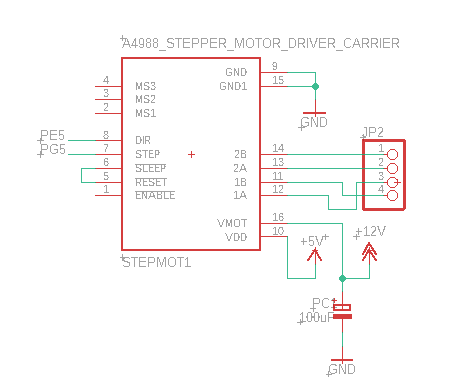 A4988_STEPPER_MOTOR_DRIVER_CARRIER
GND 9
GND1 15
GND
4 MS3
3 MS2
2 MS1
PE5 8 DIR
PG5 7 STEP
6 SLEEP
5 RESET
1 ENABLE
2B 14
2A 13
1B 11
1A 12
JP2
1
2
3
4
VMOT 16
VDD 10
STEPMOT1
+5V
+12V
PC1
100uF
GND